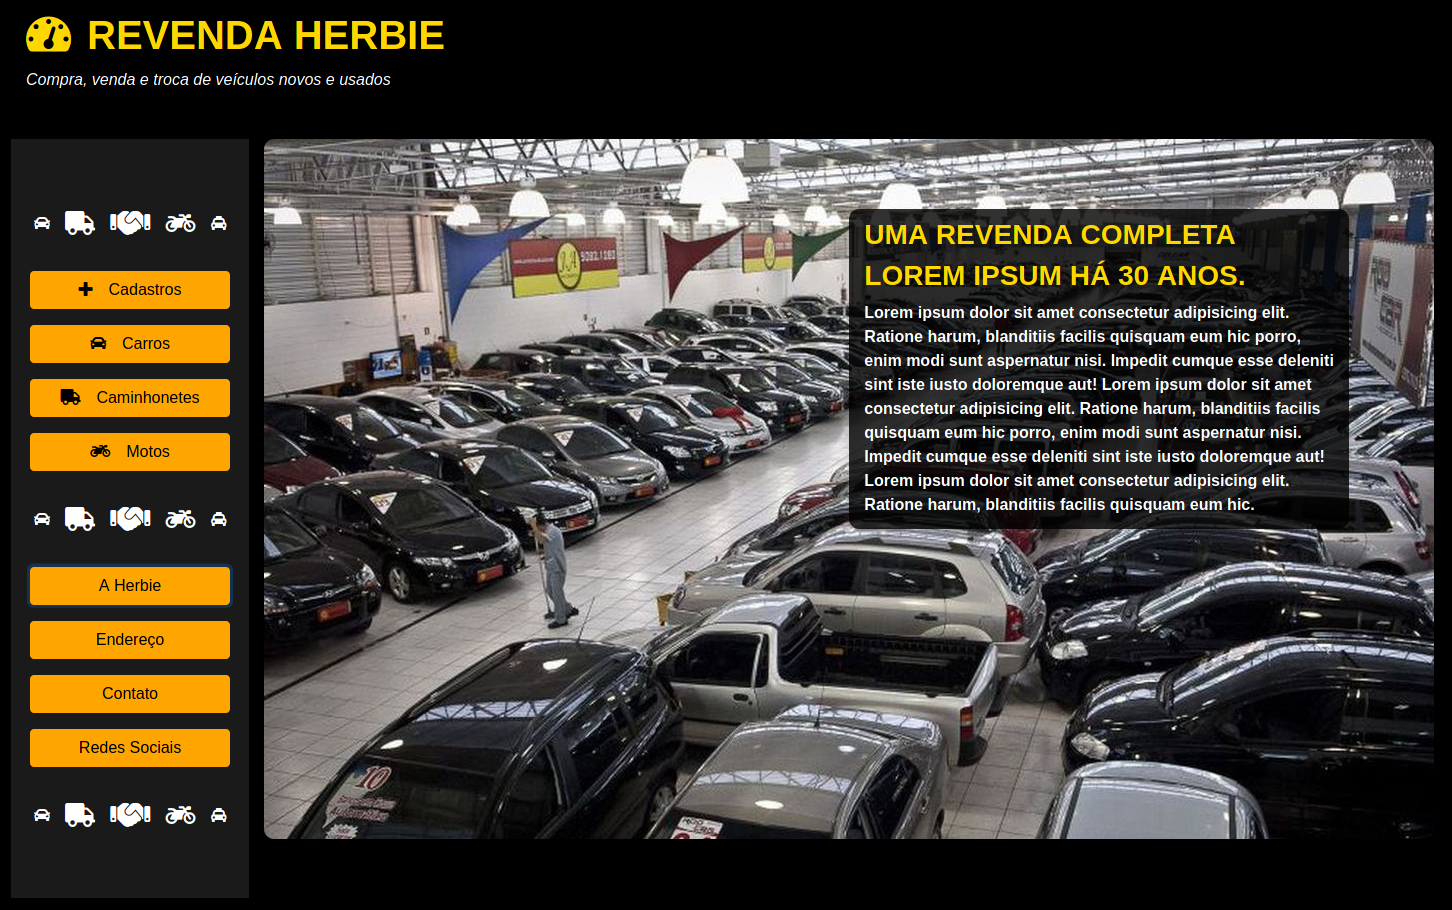 REVENDA HERBIE
Compra, venda e troca de veículos novos e usados
Cadastros
Carros
Caminhonetes
Motos
A Herbie
Endereço
Contato
Redes Sociais
UMA REVENDA COMPLETA
LOREM IPSUM HÁ 30 ANOS.
Lorem ipsum dolor sit amet consectetur adipisicing elit.
Ratione harum, blanditiis facilis quisquam eum hic porro,
enim modi sunt aspernatur nisi. Impedit cumque esse deleniti
sint iste iusto doloremque aut! Lorem ipsum dolor sit amet
consectetur adipisicing elit. Ratione harum, blanditiis facilis
quisquam eum hic porro, enim modi sunt aspernatur nisi.
Impedit cumque esse deleniti sint iste iusto doloremque aut!
Lorem ipsum dolor sit amet consectetur adipisicing elit.
Ratione harum, blanditiis facilis quisquam eum hic.
10